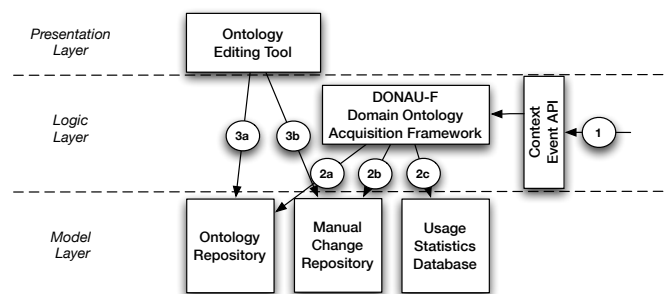 Presentation
Layer
Ontology
Editing Tool
Logic
Layer
3a
3b
DONAU-F
Domain Ontology
Acquisition Framework
Context
Event API
1
2a
2b
2c
Model
Layer
Ontology
Repository
Manual
Change
Repository
Usage
Statistics
Database